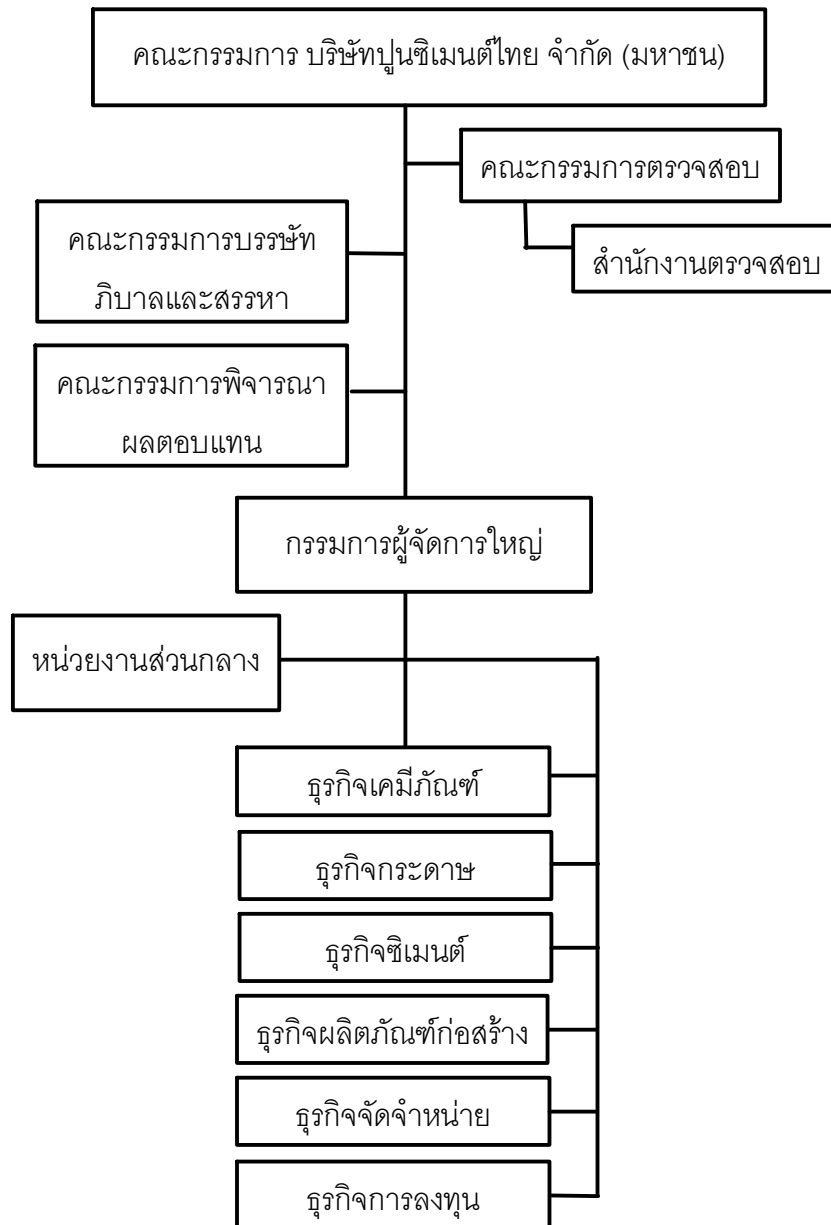 คณะกรรมการ บริษัทปูนซิเมนต์ไทย จำกัด (มหาชน)
คณะกรรมการตรวจสอบ
สำนักงานตรวจสอบ
คณะกรรมการบรรษัท
ภิบาลและสรรหา
คณะกรรมการพิจารณา
ผลตอบแทน
กรรมการผู้จัดการใหญ่
หน่วยงานส่วนกลาง
ธุรกิจเคมีภัณฑ์
ธุรกิจกระดาษ
ธุรกิจซิเมนต์
ธุรกิจผลิตภัณฑ์ก่อสร้าง
ธุรกิจจัดจำหน่าย
ธุรกิจการลงทุน